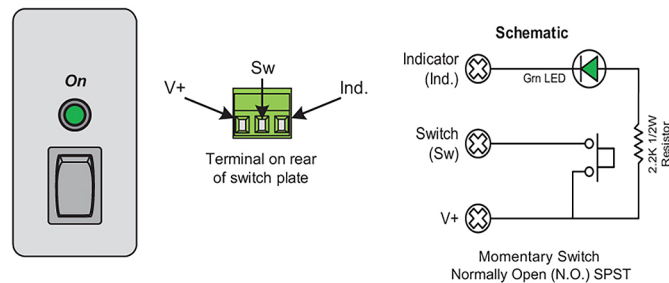 On
V+
Sw
Ind.
Terminal on rear
of switch plate
Schematic
Indicator
(Ind.)
Grn LED
Switch
(Sw)
2.2K 1/2W
Resistor
V+
Momentary Switch
Normally Open (N.O.) SPST